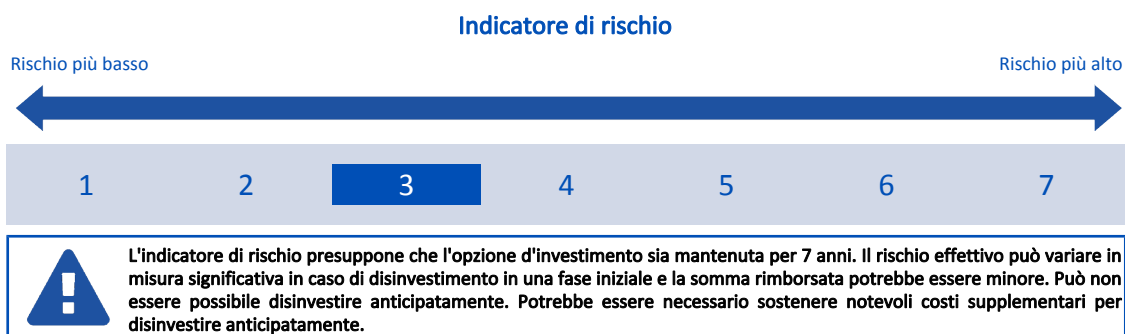 Indicatore di rischio
Rischio più basso
Rischio più alto
1 2 3 4 5 6 7
L'indicatore di rischio presuppone che l'opzione d'investimento sia mantenuta per 7 anni. Il rischio effettivo può variare in
misura significativa in caso di disinvestimento in una fase iniziale e la somma rimborsata potrebbe essere minore. Può non
essere possibile disinvestire anticipatamente. Potrebbe essere necessario sostenere notevoli costi supplementari per
disinvestire anticipatamente.